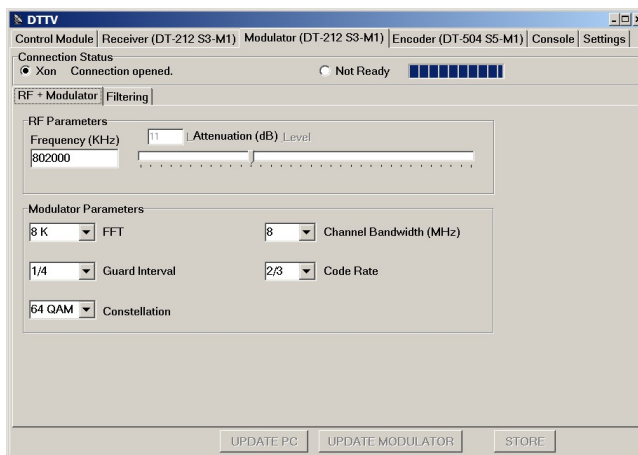 DTTV
Control Module Receiver (DT-212 S3-M1) Modulator (DT-212 S3-M1) Encoder (DT-504 S5-M1) Console Settings
Connection Status
Xon Connection opened. Not Ready
RF + Modulator Filtering
RF Parameters
Frequency (KHz) 11 Attenuation (dB) Level
802000
Modulator Parameters
8 K FFT 8 Channel Bandwidth (MHz)
1/4 Guard Interval 2/3 Code Rate
64 QAM Constellation
UPDATE PC UPDATE MODULATOR STORE